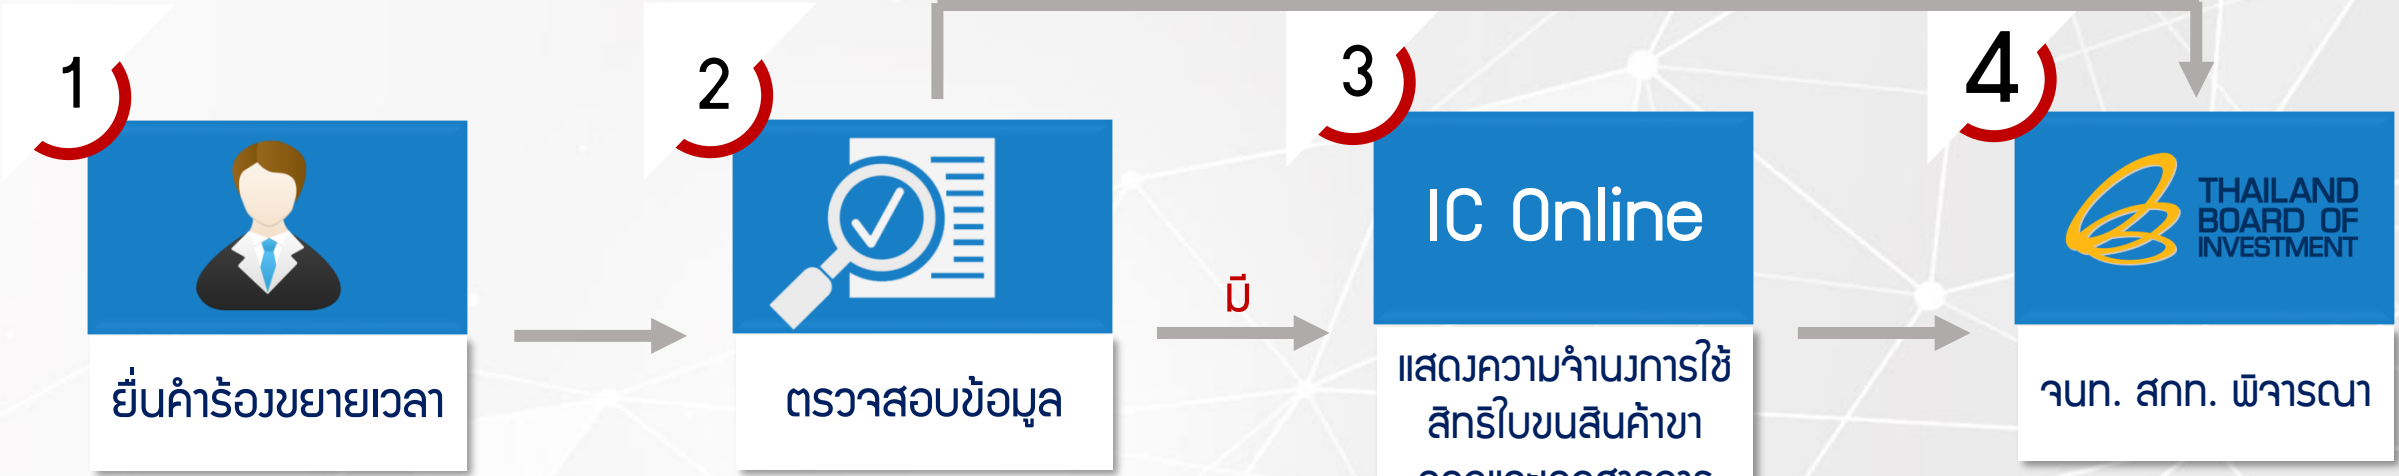 1
ยื่นคำร้องขยายเวลา
2
ตรวจสอบข้อมูล
มี
3
IC Online
แสดงความจำนงการใช้
สิทธิใบขนสินค้าขา
4
THAILAND
BOARD OF
INVESTMENT
จนท. สกท. พิจารณา